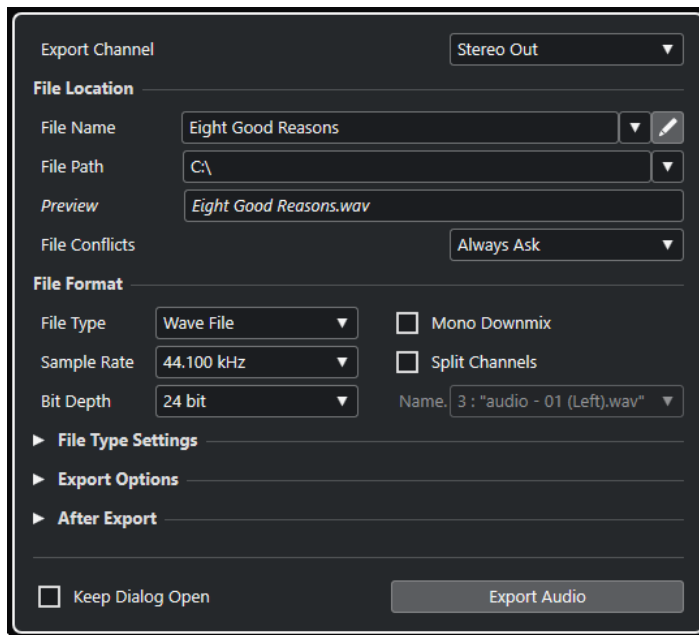 Export Channel Stereo Out
File Location
File Name Eight Good Reasons
File Path C:\
Preview Eight Good Reasons.wav
File Conflicts Always Ask
File Format
File Type Wave File Mono Downmix
Sample Rate 44.100 kHz Split Channels
Bit Depth 24 bit Name. 3 : "audio - 01 (Left).wav"
File Type Settings
Export Options
After Export
Keep Dialog Open Export Audio